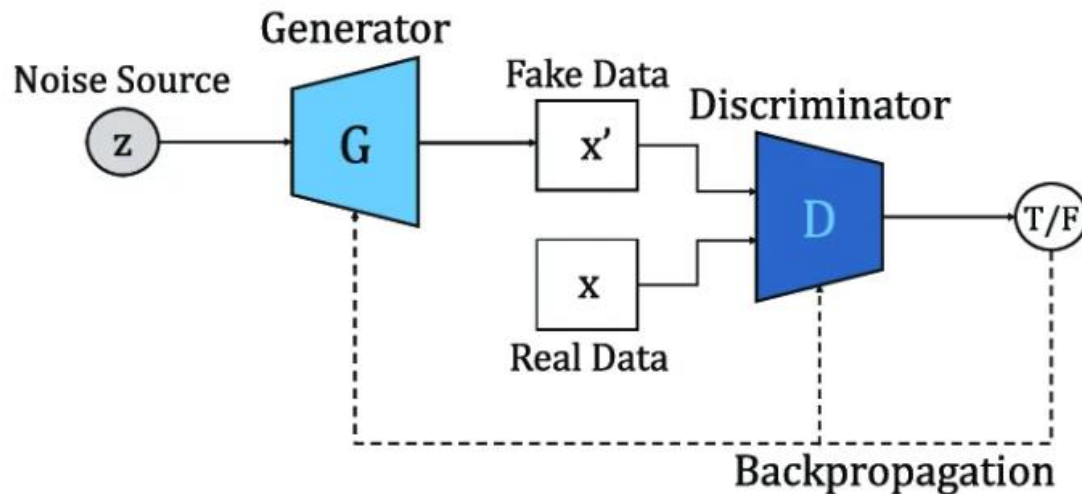 Generator
Noise Source
z
G
Fake Data
x’
Discriminator
D
T/F
x
Real Data
Backpropagation